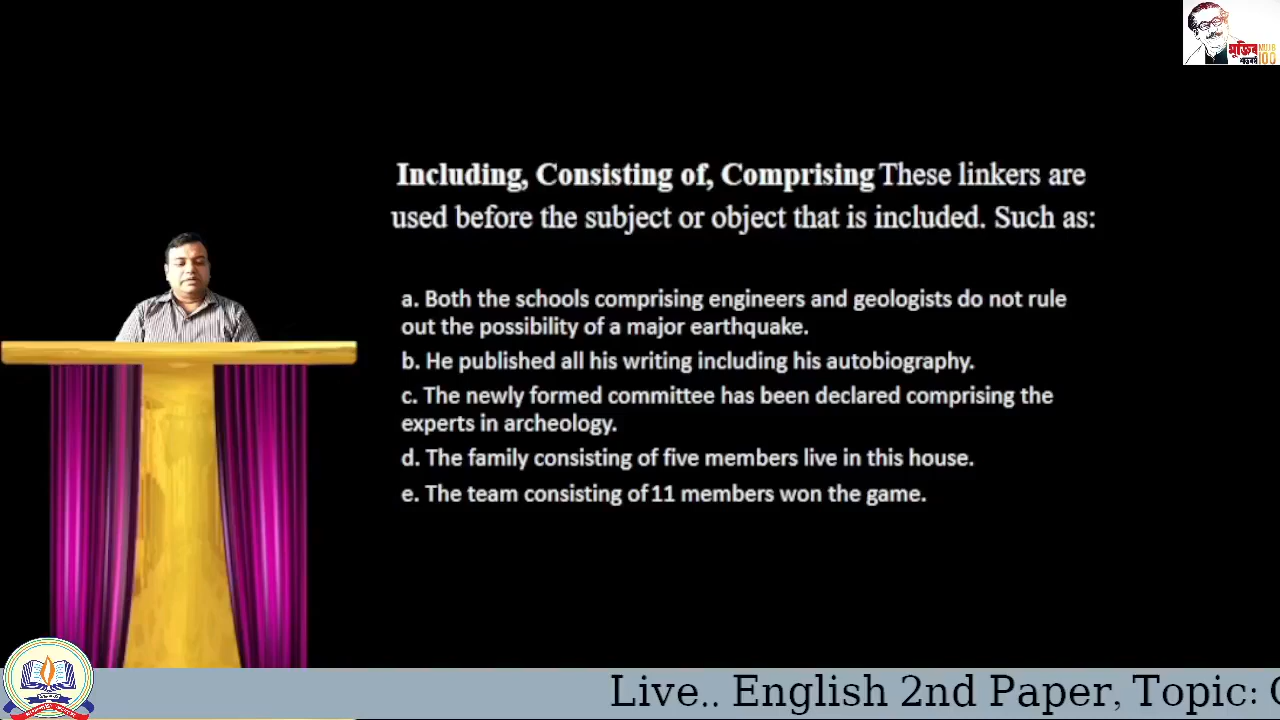 মুজিব MUJIB
শতবর্ষ 100
Including, Consisting of, Comprising These linkers are
used before the subject or object that is included. Such as:
a. Both the schools comprising engineers and geologists do not rule
out the possibility of a major earthquake.
b. He published all his writing including his autobiography.
c. The newly formed committee has been declared comprising the
experts in archeology.
d. The family consisting of five members live in this house.
e. The team consisting of 11 members won the game.
Live.. English 2nd Paper, Topic: